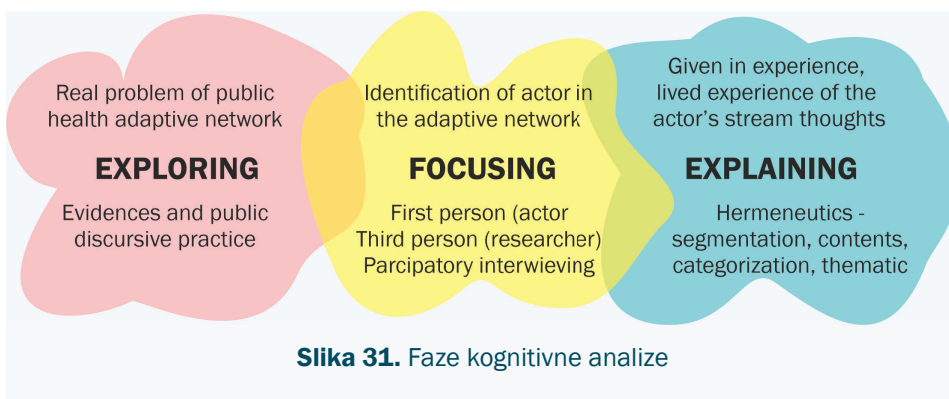 Real problem of public
health adaptive network
EXPLORING
Evidences and public
discursive practice
Identification of actor in
the adaptive network
FOCUSING
First person (actor
Third person (researcher)
Parcipatory interwieving
Given in experience,
lived experience of the
actor's stream thoughts
EXPLAINING
Hermeneutics -
segmentation, contents,
categorization, thematic
Slika 31. Faze kognitivne analize